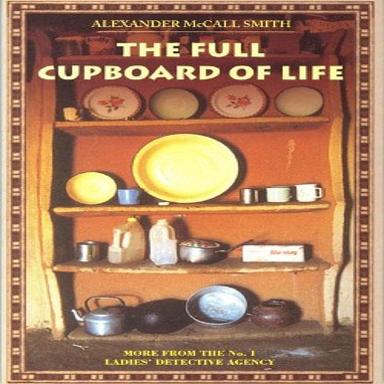 ALEXANDER McCALL SMITH
THE FULL
CUPBOARD OF LIFE
MORE FROM THE No. 1
LADIES' DETECTIVE AGENCY